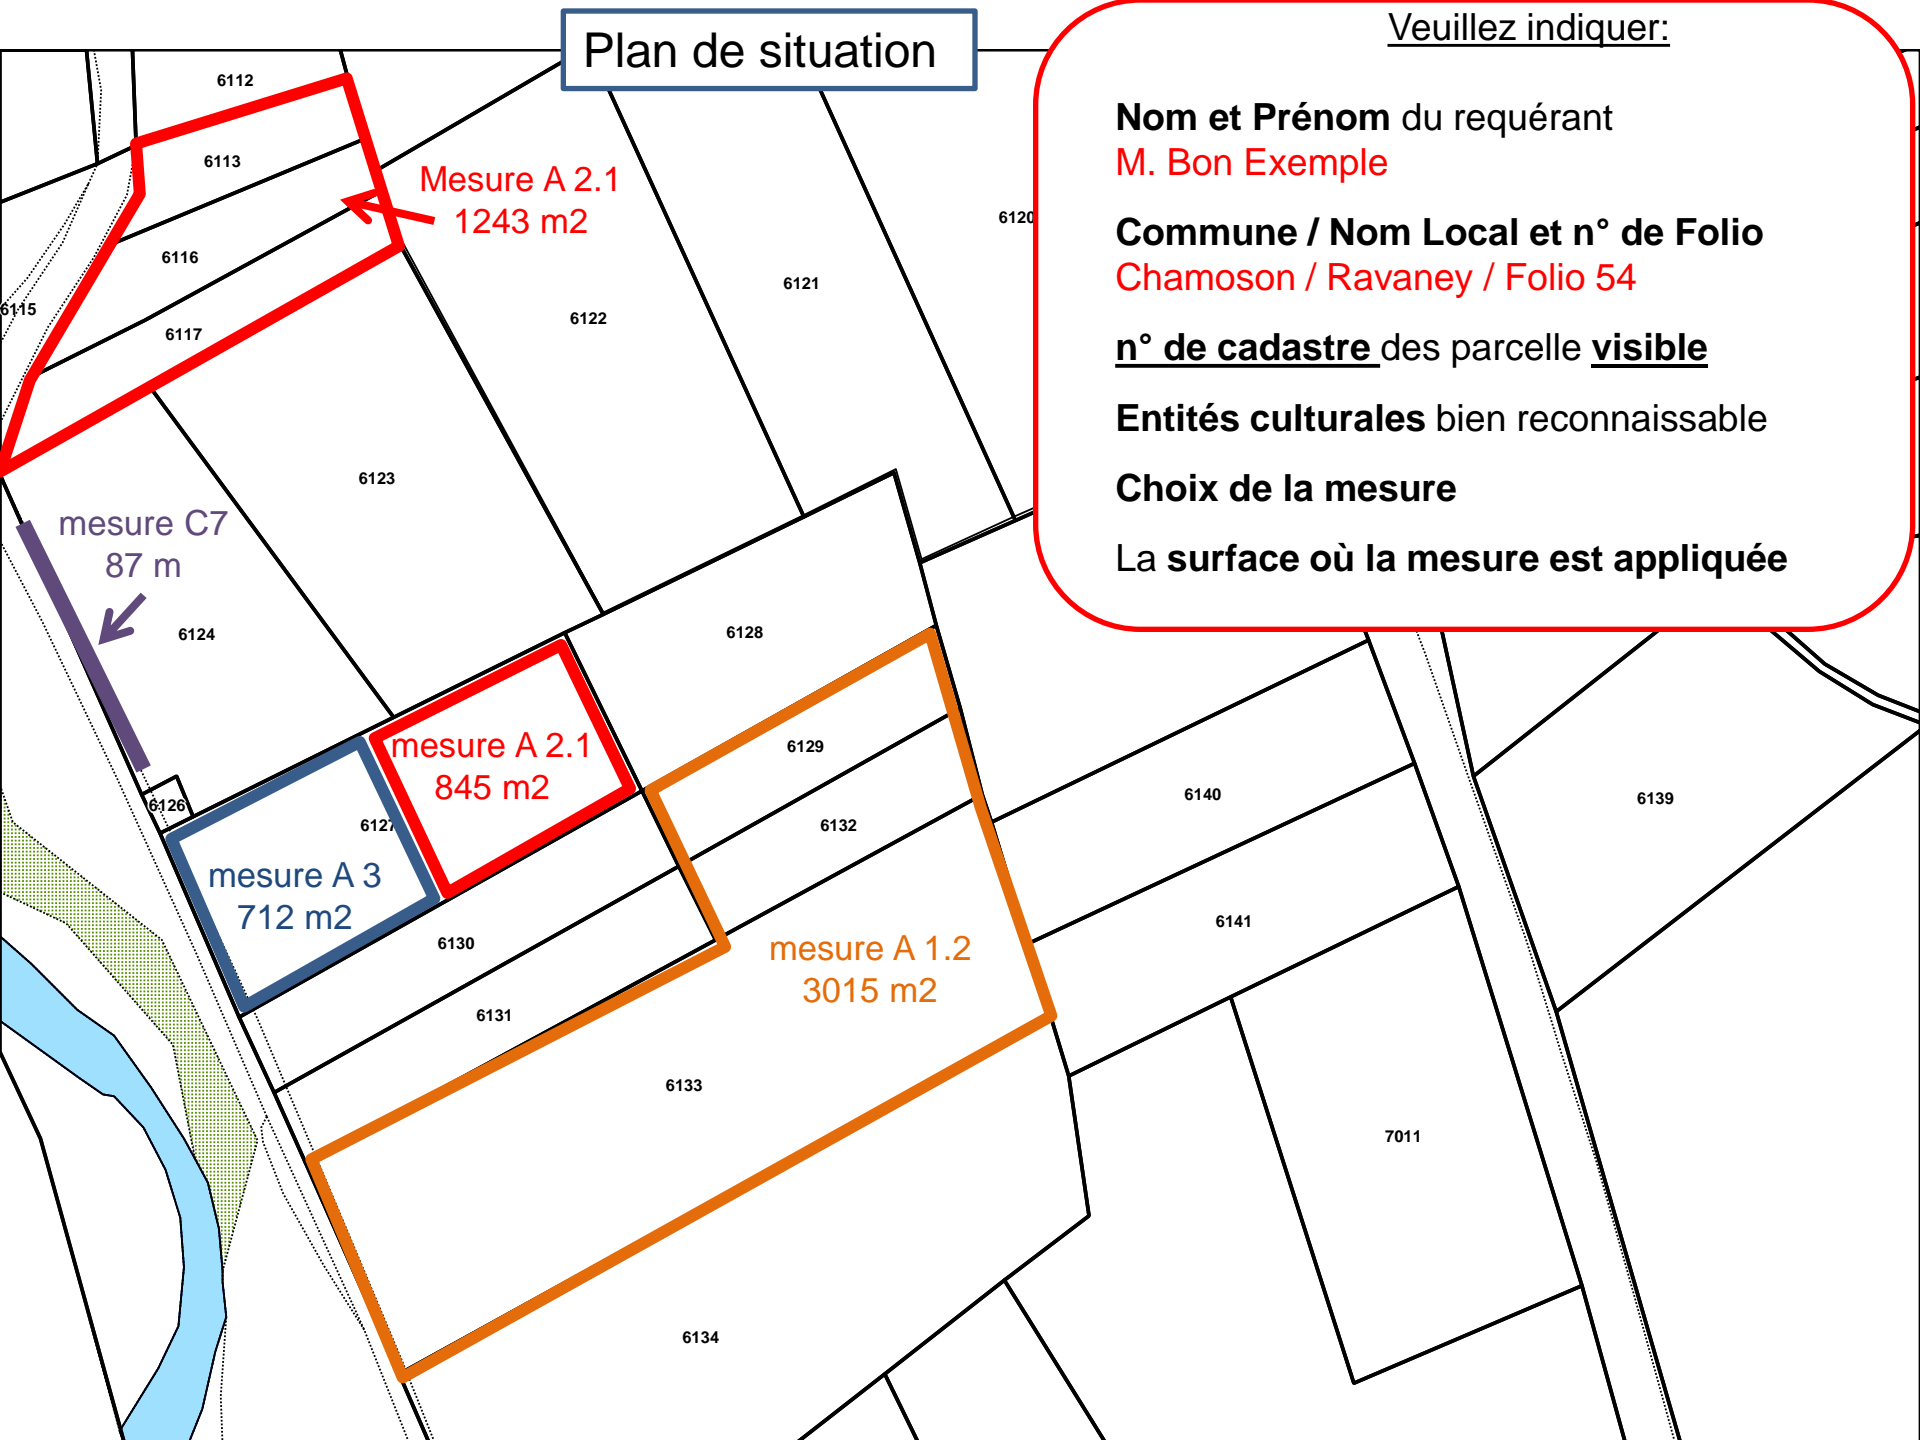 Plan de situation
Veuillez indiquer:
Nom et Prénom du requérant
M. Bon Exemple
Commune / Nom Local et n° de Folio
Chamoson / Ravaney / Folio 54
n° de cadastre des parcelle visible
Entités culturales bien reconnaissable
Choix de la mesure
La surface où la mesure est appliquée
6112
6113
Mesure A 2.1
1243 m2
6116
6115
6117
6120
6121
6122
6123
mesure C7
87 m
6124
6128
mesure A 2.1
845 m2
6129
6126
6127
6132
6140
6139
mesure A 3
712 m2
6130
6141
mesure A 1.2
3015 m2
6131
6133
7011
6134